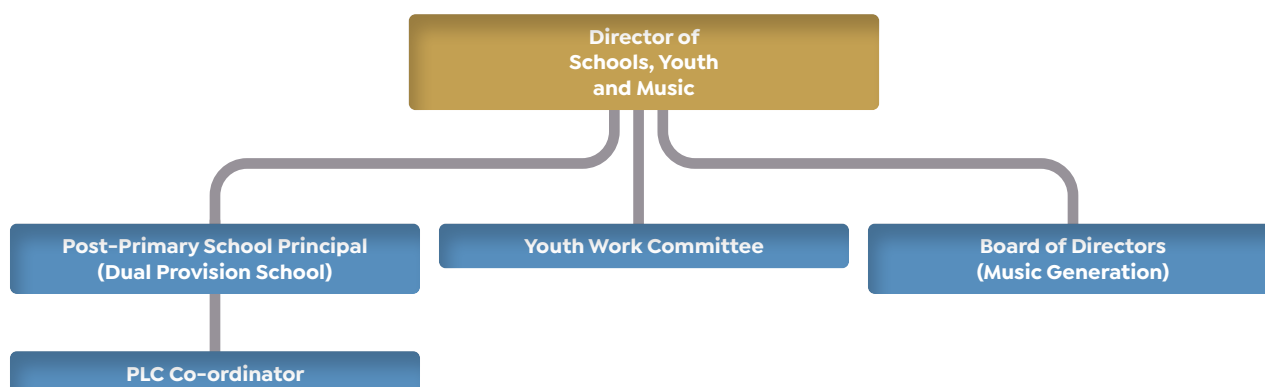 Director of
Schools, Youth
and Music
Post-Primary School Principal
(Dual Provision School)
Youth Work Committee
Board of Directors
(Music Generation)
PLC Co-ordinator